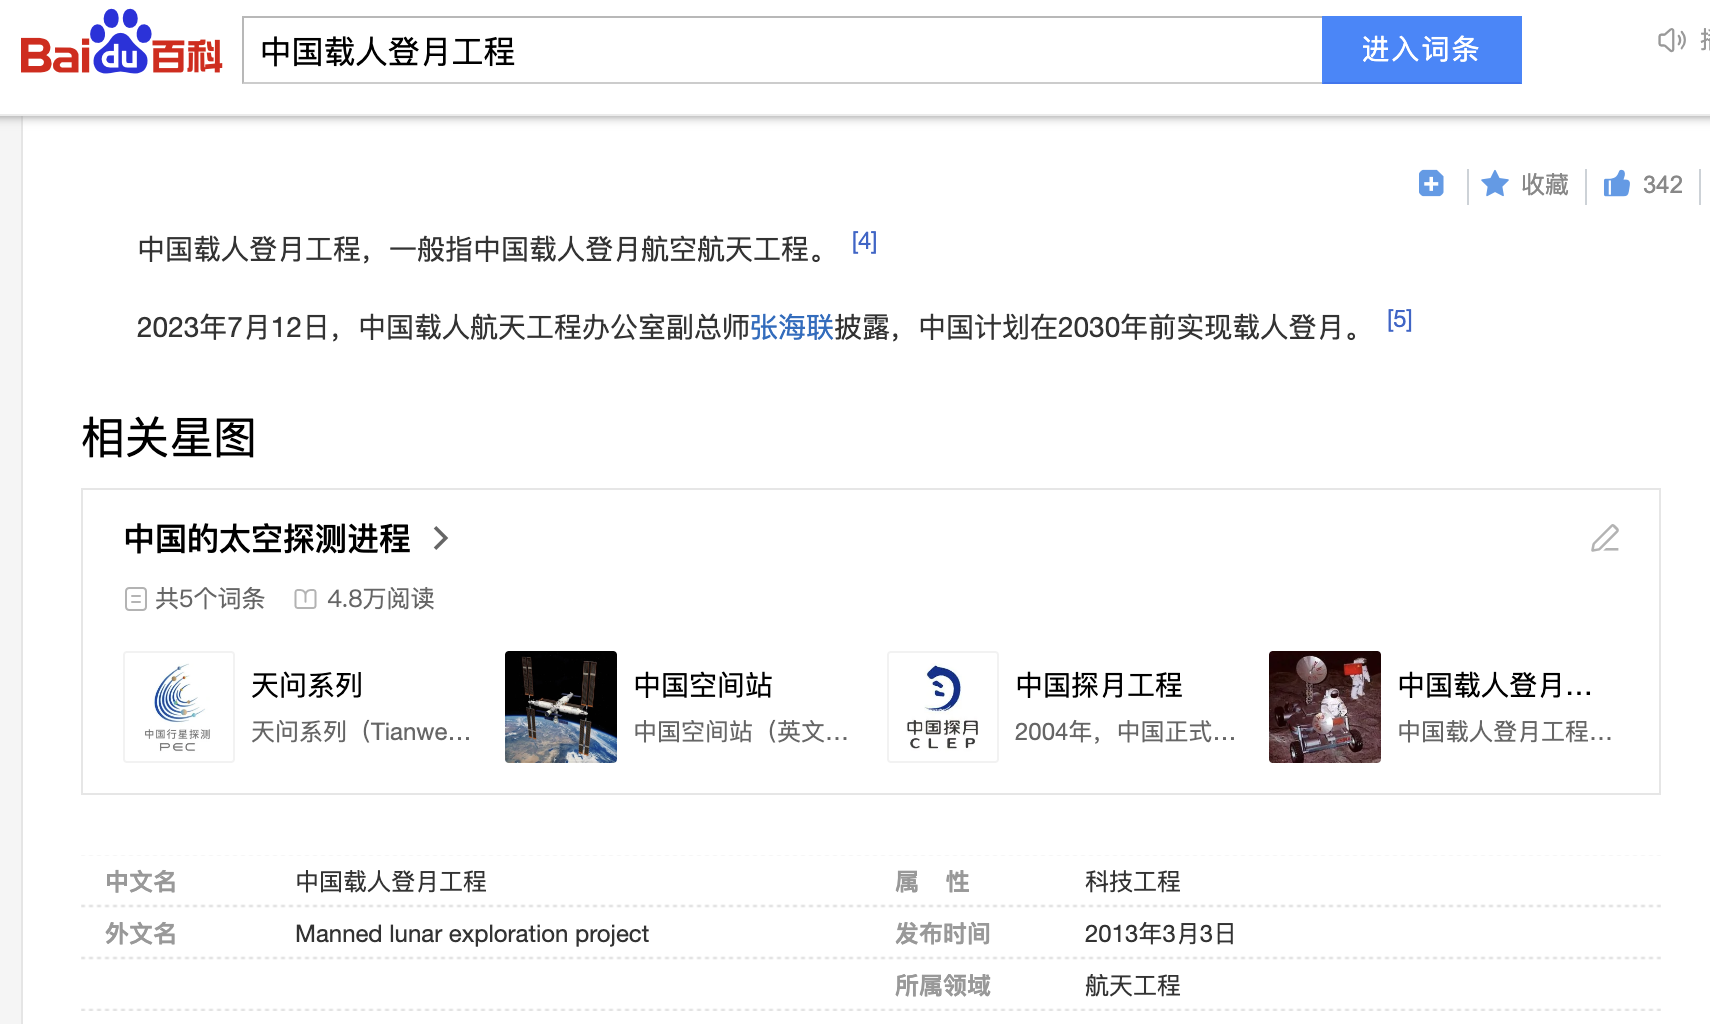 Baidu百科
中国载人登月工程
进入词条
收藏
342
中国载人登月工程，一般指中国载人登月航空航天工程。 [4]
2023年7月12日，中国载人航天工程办公室副总师张海联披露，中国计划在2030年前实现载人登月。 [5]
相关星图
中国的太空探测进程
共5个词条 4.8万阅读
中国行星探测
PEC
天问系列
天问系列（Tianwe...
中国空间站
中国空间站（英文...
中国探月
CLEP
中国探月工程
2004年，中国正式...
中国载人登月...
中国载人登月工程...
中文名 中国载人登月工程
属 性 科技工程
外文名 Manned lunar exploration project
发布时间 2013年3月3日
所属领域 航天工程